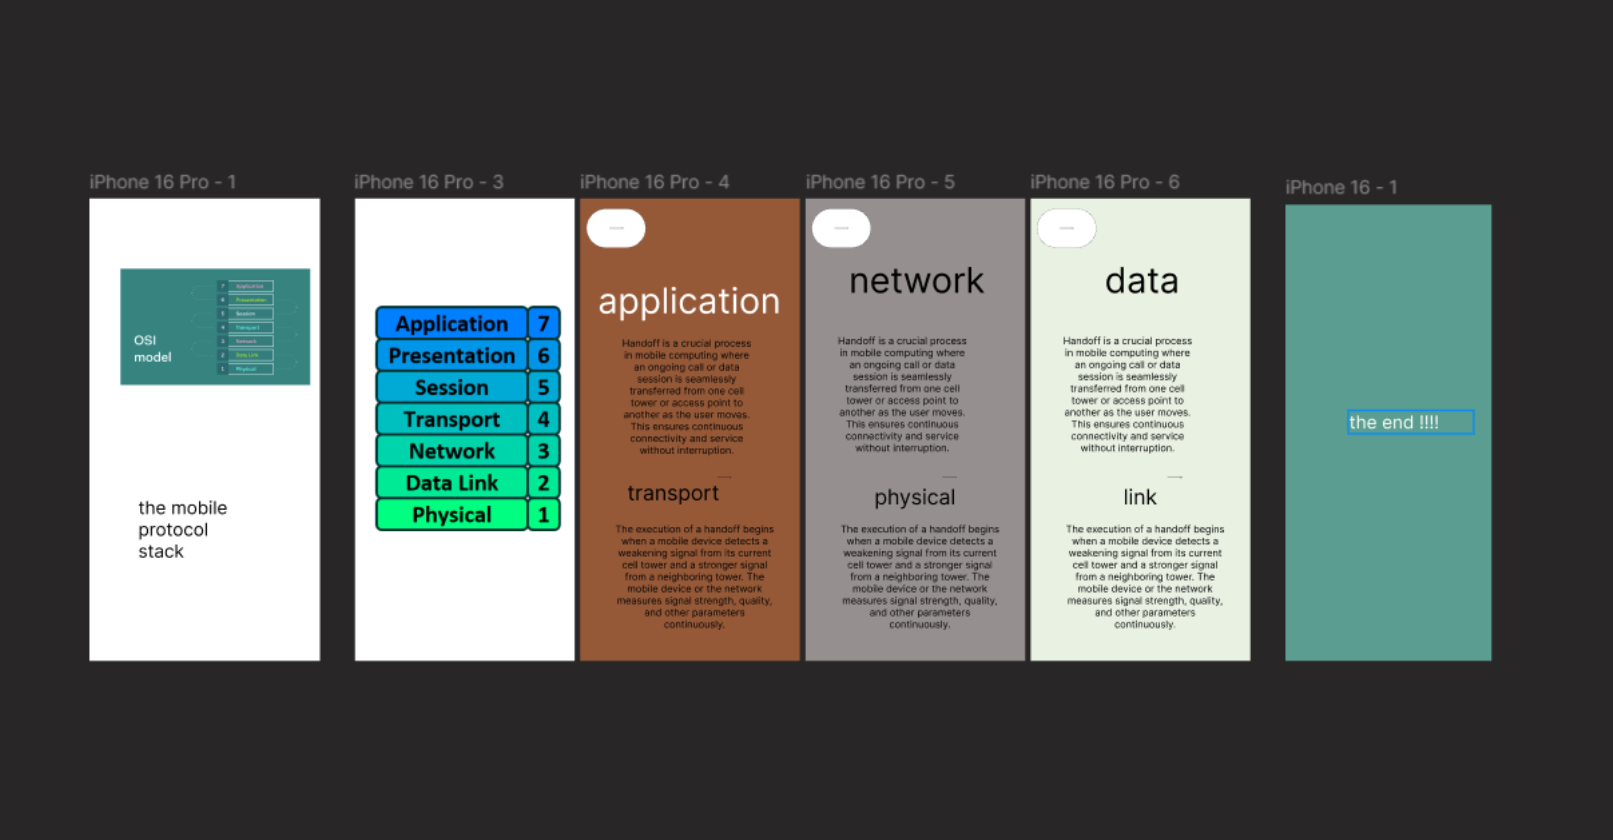 iPhone 16 Pro - 1
OSI
model
7 Application
6 Presentation
5 Session
4 Transport
3 Network
2 Data Link
1 Physical
the mobile
protocol
stack
iPhone 16 Pro - 3
Application 7
Presentation 6
Session 5
Transport 4
Network 3
Data Link 2
Physical 1
iPhone 16 Pro - 4
application
Handoff is a crucial process
in mobile computing where
an ongoing call or data
session is seamlessly
transferred from one cell
tower or access point to
another as the user moves.
This ensures continuous
connectivity and service
without interruption.
transport
The execution of a handoff begins
when a mobile device detects a
weakening signal from its current
cell tower and a stronger signal
from a neighboring tower. The
mobile device or the network
measures signal strength, quality,
and other parameters
continuously.
iPhone 16 Pro - 5
network
Handoff is a crucial process
in mobile computing where
an ongoing call or data
session is seamlessly
transferred from one cell
tower or access point to
another as the user moves.
This ensures continuous
connectivity and service
without interruption.
physical
The execution of a handoff begins
when a mobile device detects a
weakening signal from its current
cell tower and a stronger signal
from a neighboring tower. The
mobile device or the network
measures signal strength, quality,
and other parameters
continuously.
iPhone 16 Pro - 6
data
Handoff is a crucial process
in mobile computing where
an ongoing call or data
session is seamlessly
transferred from one cell
tower or access point to
another as the user moves.
This ensures continuous
connectivity and service
without interruption.
link
The execution of a handoff begins
when a mobile device detects a
weakening signal from its current
cell tower and a stronger signal
from a neighboring tower. The
mobile device or the network
measures signal strength, quality,
and other parameters
continuously.
iPhone 16 - 1
the end !!!!